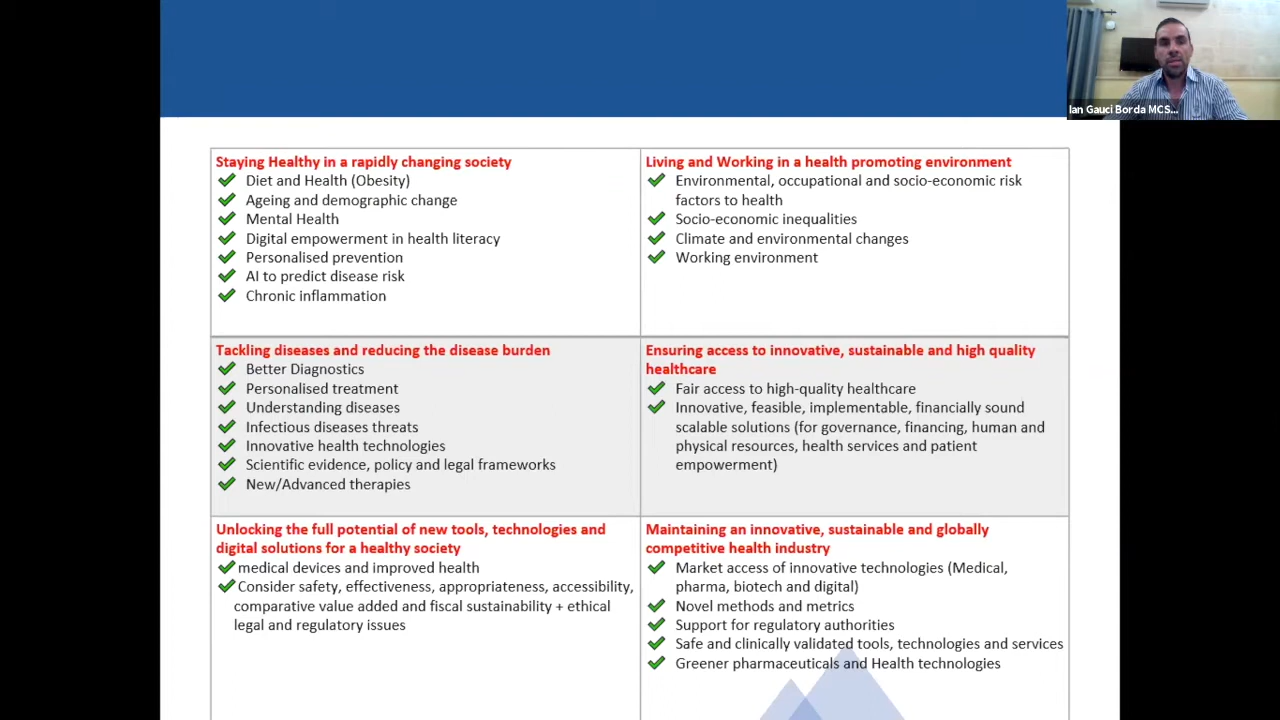 Ian Gauci Borda MCS...
Staying Healthy in a rapidly changing society
Diet and Health (Obesity)
Ageing and demographic change
Mental Health
Digital empowerment in health literacy
Personalised prevention
AI to predict disease risk
Chronic inflammation
Living and Working in a health promoting environment
Environmental, occupational and socio-economic risk
factors to health
Socio-economic inequalities
Climate and environmental changes
Working environment
Tackling diseases and reducing the disease burden
Better Diagnostics
Personalised treatment
Understanding diseases
Infectious diseases threats
Innovative health technologies
Scientific evidence, policy and legal frameworks
New/Advanced therapies
Ensuring access to innovative, sustainable and high quality
healthcare
Fair access to high-quality healthcare
Innovative, feasible, implementable, financially sound
scalable solutions (for governance, financing, human and
physical resources, health services and patient
empowerment)
Unlocking the full potential of new tools, technologies and
digital solutions for a healthy society
medical devices and improved health
Consider safety, effectiveness, appropriateness, accessibility,
comparative value added and fiscal sustainability + ethical
legal and regulatory issues
Maintaining an innovative, sustainable and globally
competitive health industry
Market access of innovative technologies (Medical,
pharma, biotech and digital)
Novel methods and metrics
Support for regulatory authorities
Safe and clinically validated tools, technologies and services
Greener pharmaceuticals and Health technologies